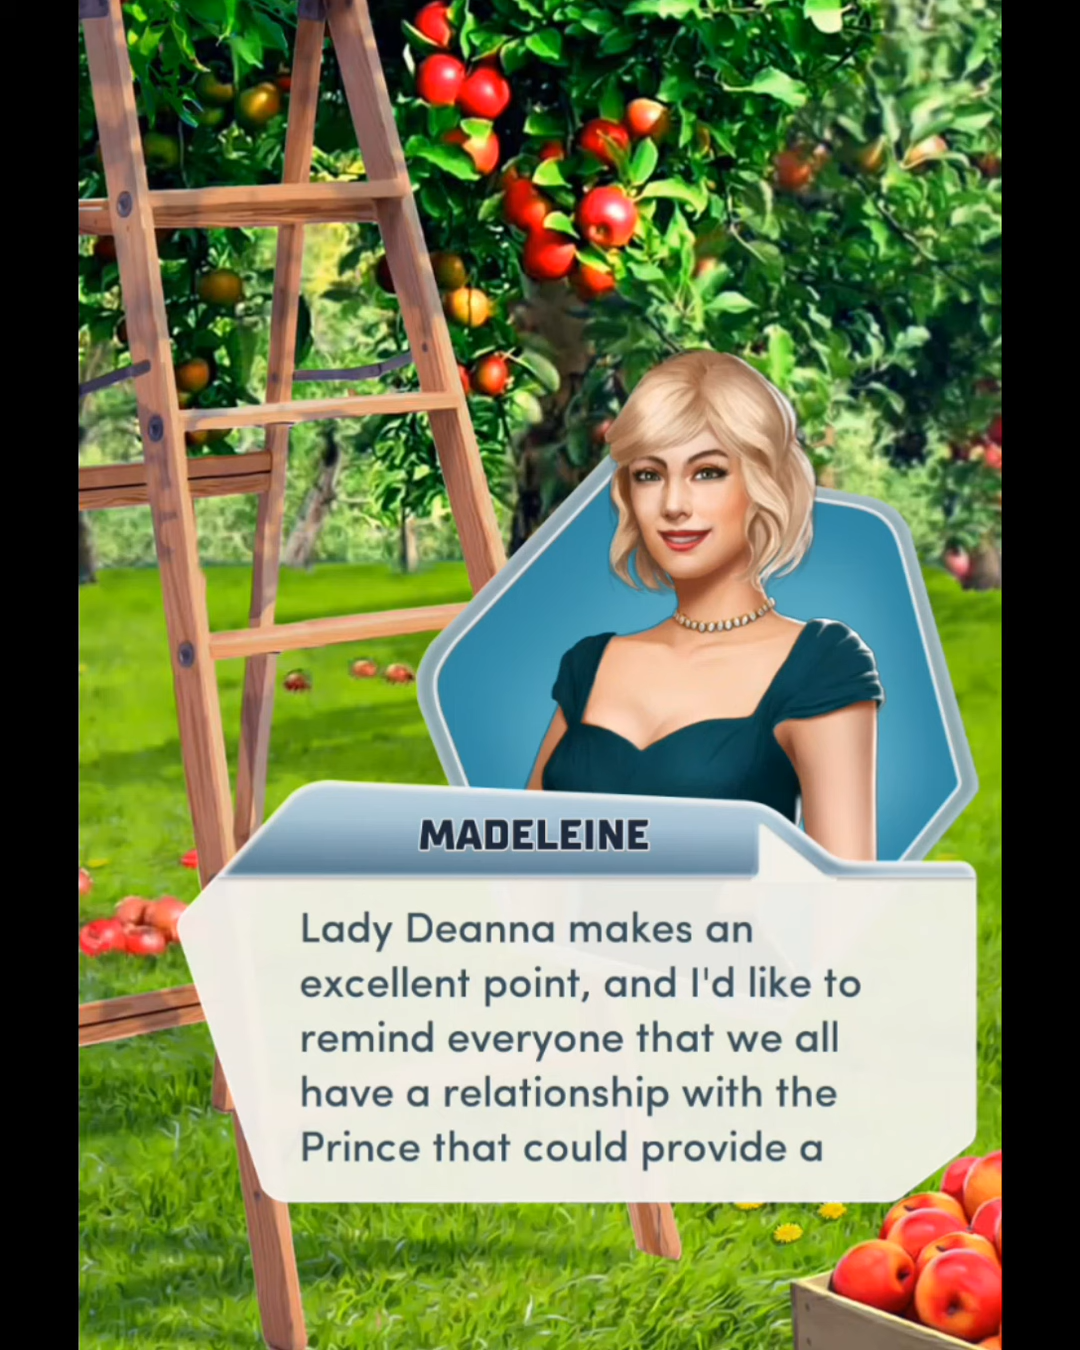 MADELEINE
Lady Deanna makes an
excellent point, and I'd like to
remind everyone that we all
have a relationship with the
Prince that could provide a